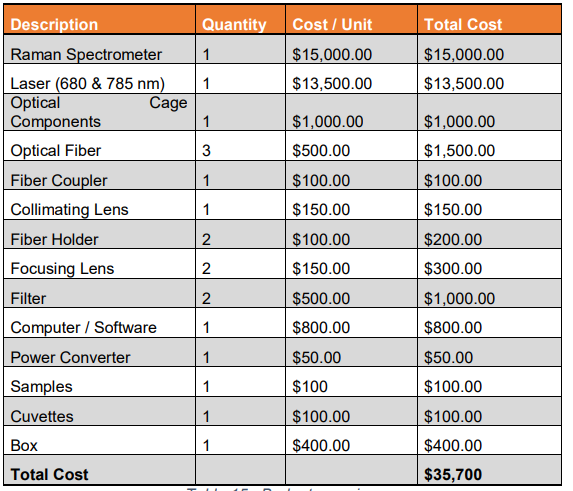 Description Quantity Cost / Unit Total Cost
Raman Spectrometer 1 $15,000.00 $15,000.00
Laser (680 & 785 nm) 1 $13,500.00 $13,500.00
Optical Cage
Components 1 $1,000.00 $1,000.00
Optical Fiber 3 $500.00 $1,500.00
Fiber Coupler 1 $100.00 $100.00
Collimating Lens 1 $150.00 $150.00
Fiber Holder 2 $100.00 $200.00
Focusing Lens 2 $150.00 $300.00
Filter 2 $500.00 $1,000.00
Computer / Software 1 $800.00 $800.00
Power Converter 1 $50.00 $50.00
Samples 1 $100 $100.00
Cuvettes 1 $100.00 $100.00
Box 1 $400.00 $400.00
Total Cost $35,700